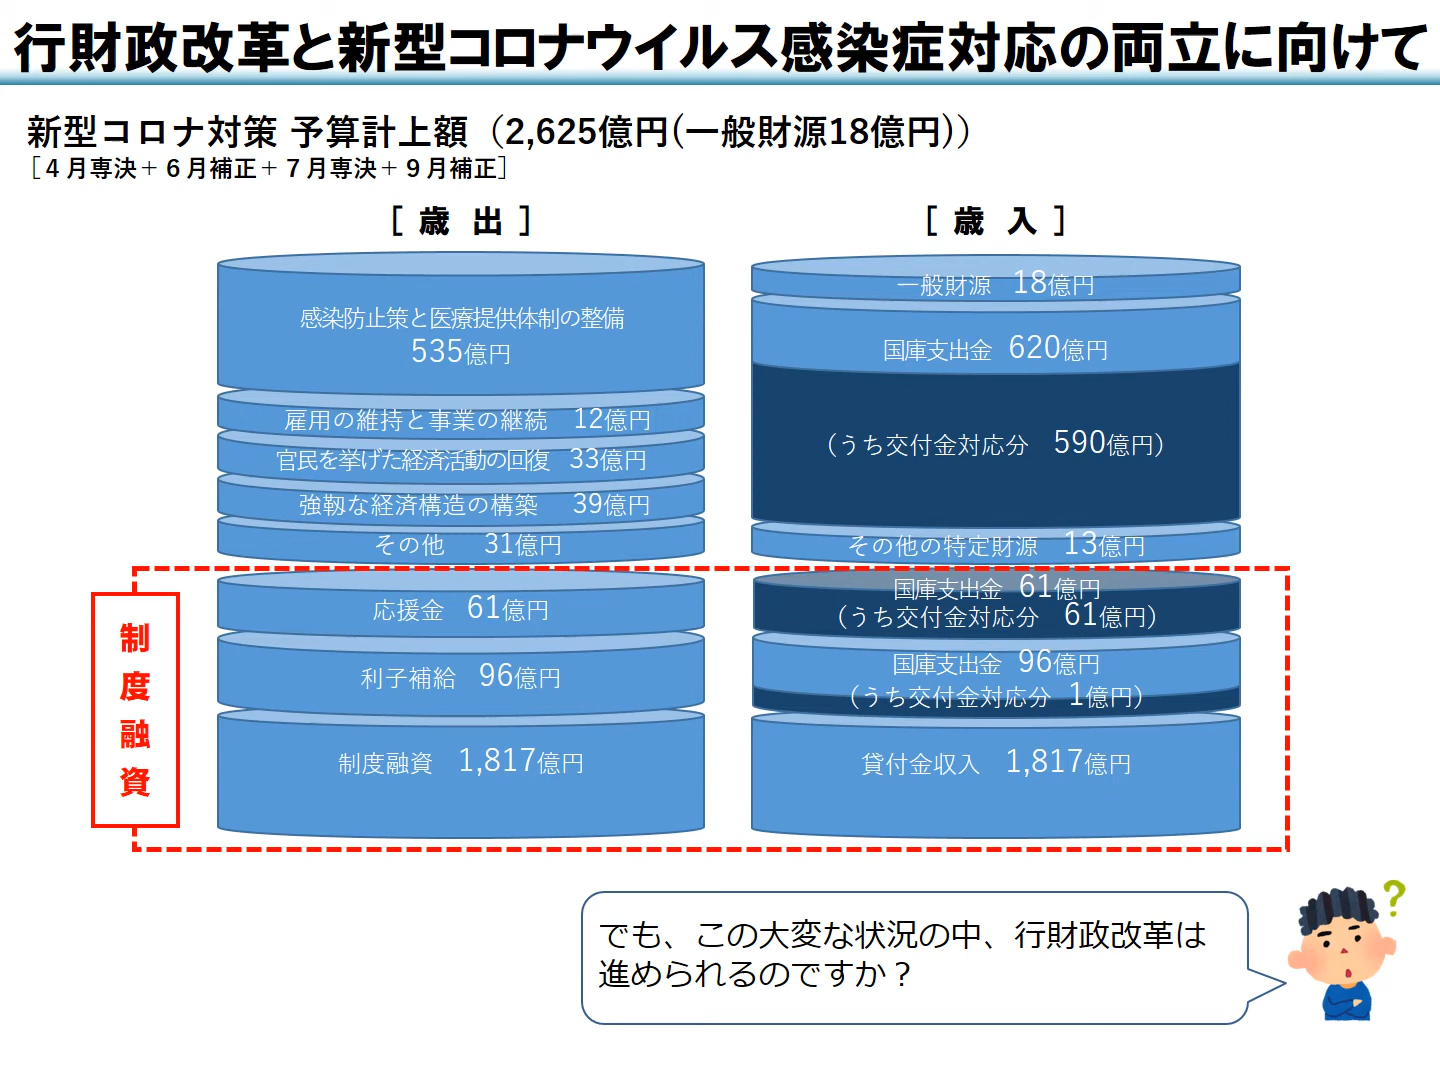 行財政改革と新型コロナウイルス感染症対応の両立に向けて
新型コロナ対策 予算計上額（2,625億円(一般財源18億円)）
［４月専決＋６月補正＋７月専決＋９月補正］
［ 歳 出 ］
感染防止策と医療提供体制の整備
535億円
雇用の維持と事業の継続 12億円
官民を挙げた経済活動の回復 33億円
強靱な経済構造の構築 39億円
その他 31億円
応援金 61億円
利子補給 96億円
制度融資 1,817億円
［ 歳 入 ］
一般財源 18億円
国庫支出金 620億円
（うち交付金対応分 590億円）
その他の特定財源 13億円
国庫支出金 61億円
（うち交付金対応分 61億円）
国庫支出金 96億円
（うち交付金対応分 1億円）
貸付金収入 1,817億円
制
度
融
資
でも、この大変な状況の中、行財政改革は
進められるのですか？
?